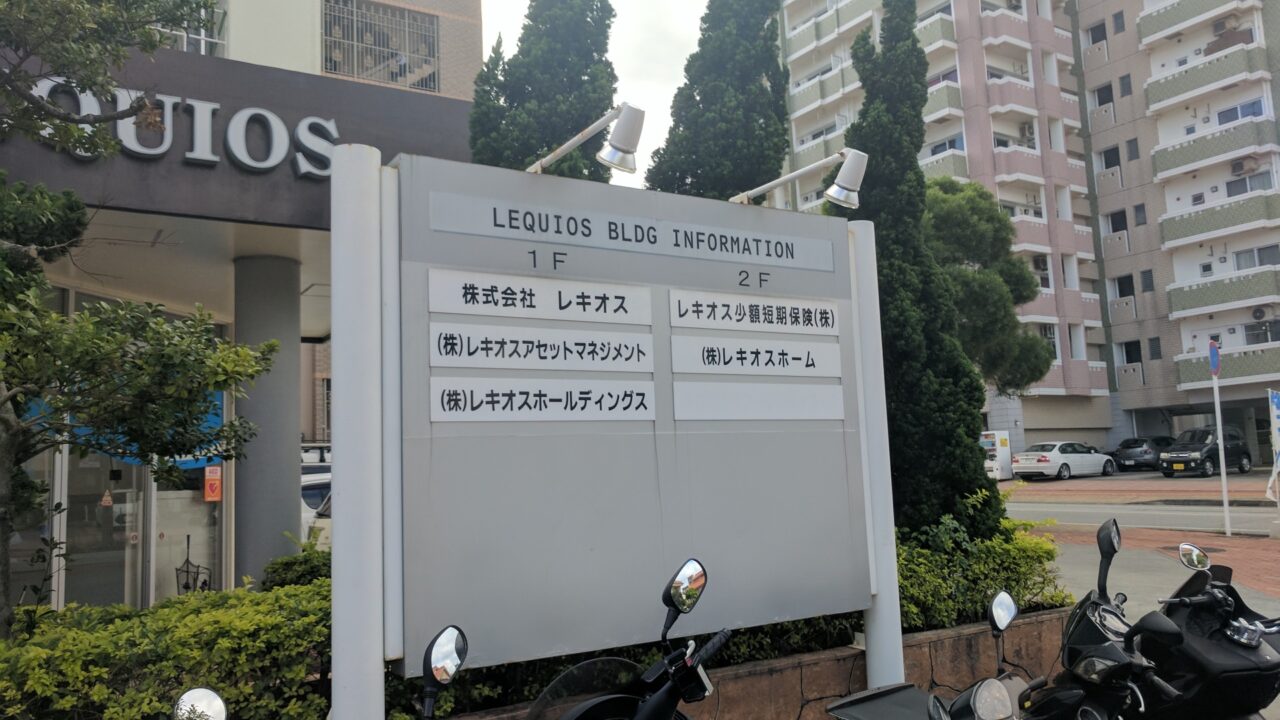 QUIOS
LEQUIOS BLDG INFORMATION
1F
株式会社 レキオス
(株)レキオスアセットマネジメント
(株)レキオスホールディングス
2F
レキオス少額短期保険(株)
(株)レキオスホーム